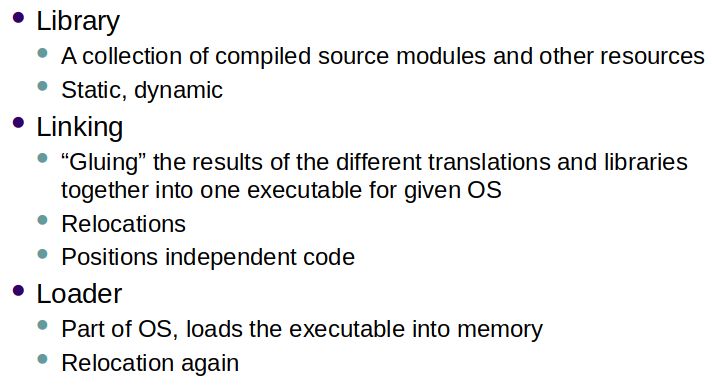 Library
A collection of compiled source modules and other resources
Static, dynamic
Linking
“Gluing” the results of the different translations and libraries
together into one executable for given OS
Relocations
Positions independent code
Loader
Part of OS, loads the executable into memory
Relocation again